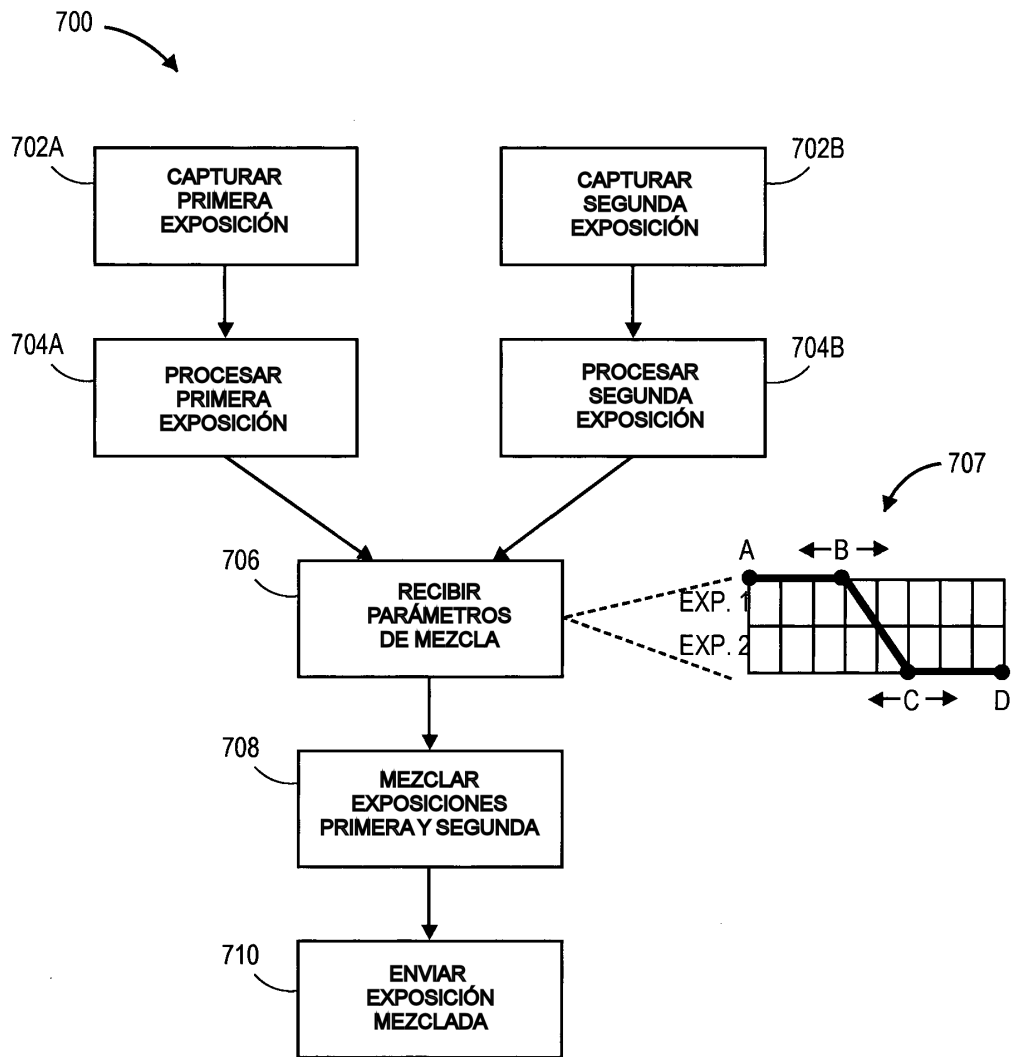 700
702A
CAPTURAR
PRIMERA
EXPOSICIÓN
702B
CAPTURAR
SEGUNDA
EXPOSICIÓN
704A
PROCESAR
PRIMERA
EXPOSICIÓN
704B
PROCESAR
SEGUNDA
EXPOSICIÓN
706
RECIBIR
PARÁMETROS
DE MEZCLA
707
A
B
EXP. 1
EXP. 2
C
D
708
MEZCLAR
EXPOSICIONES
PRIMERA Y SEGUNDA
710
ENVIAR
EXPOSICIÓN
MEZCLADA